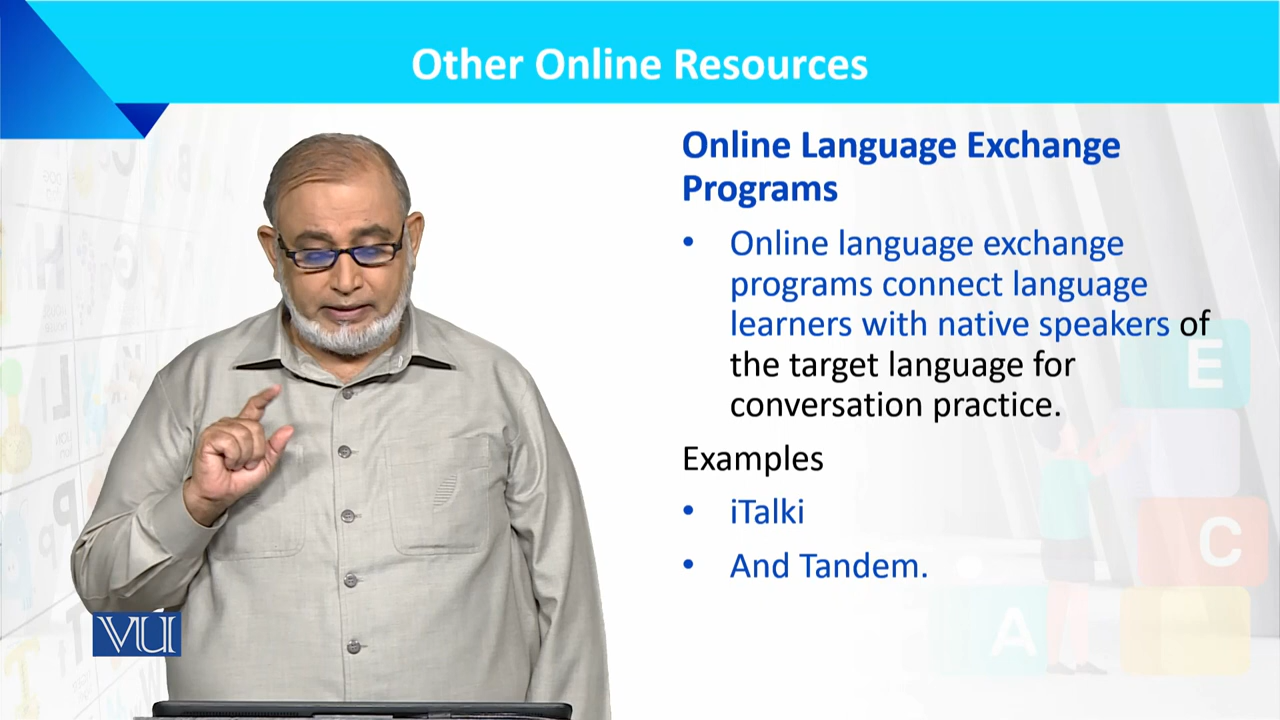 Other Online Resources
Online Language Exchange
Programs
• Online language exchange
programs connect language
learners with native speakers of
the target language for
conversation practice.
Examples
• iTalki
• And Tandem.
VU
E
C
A